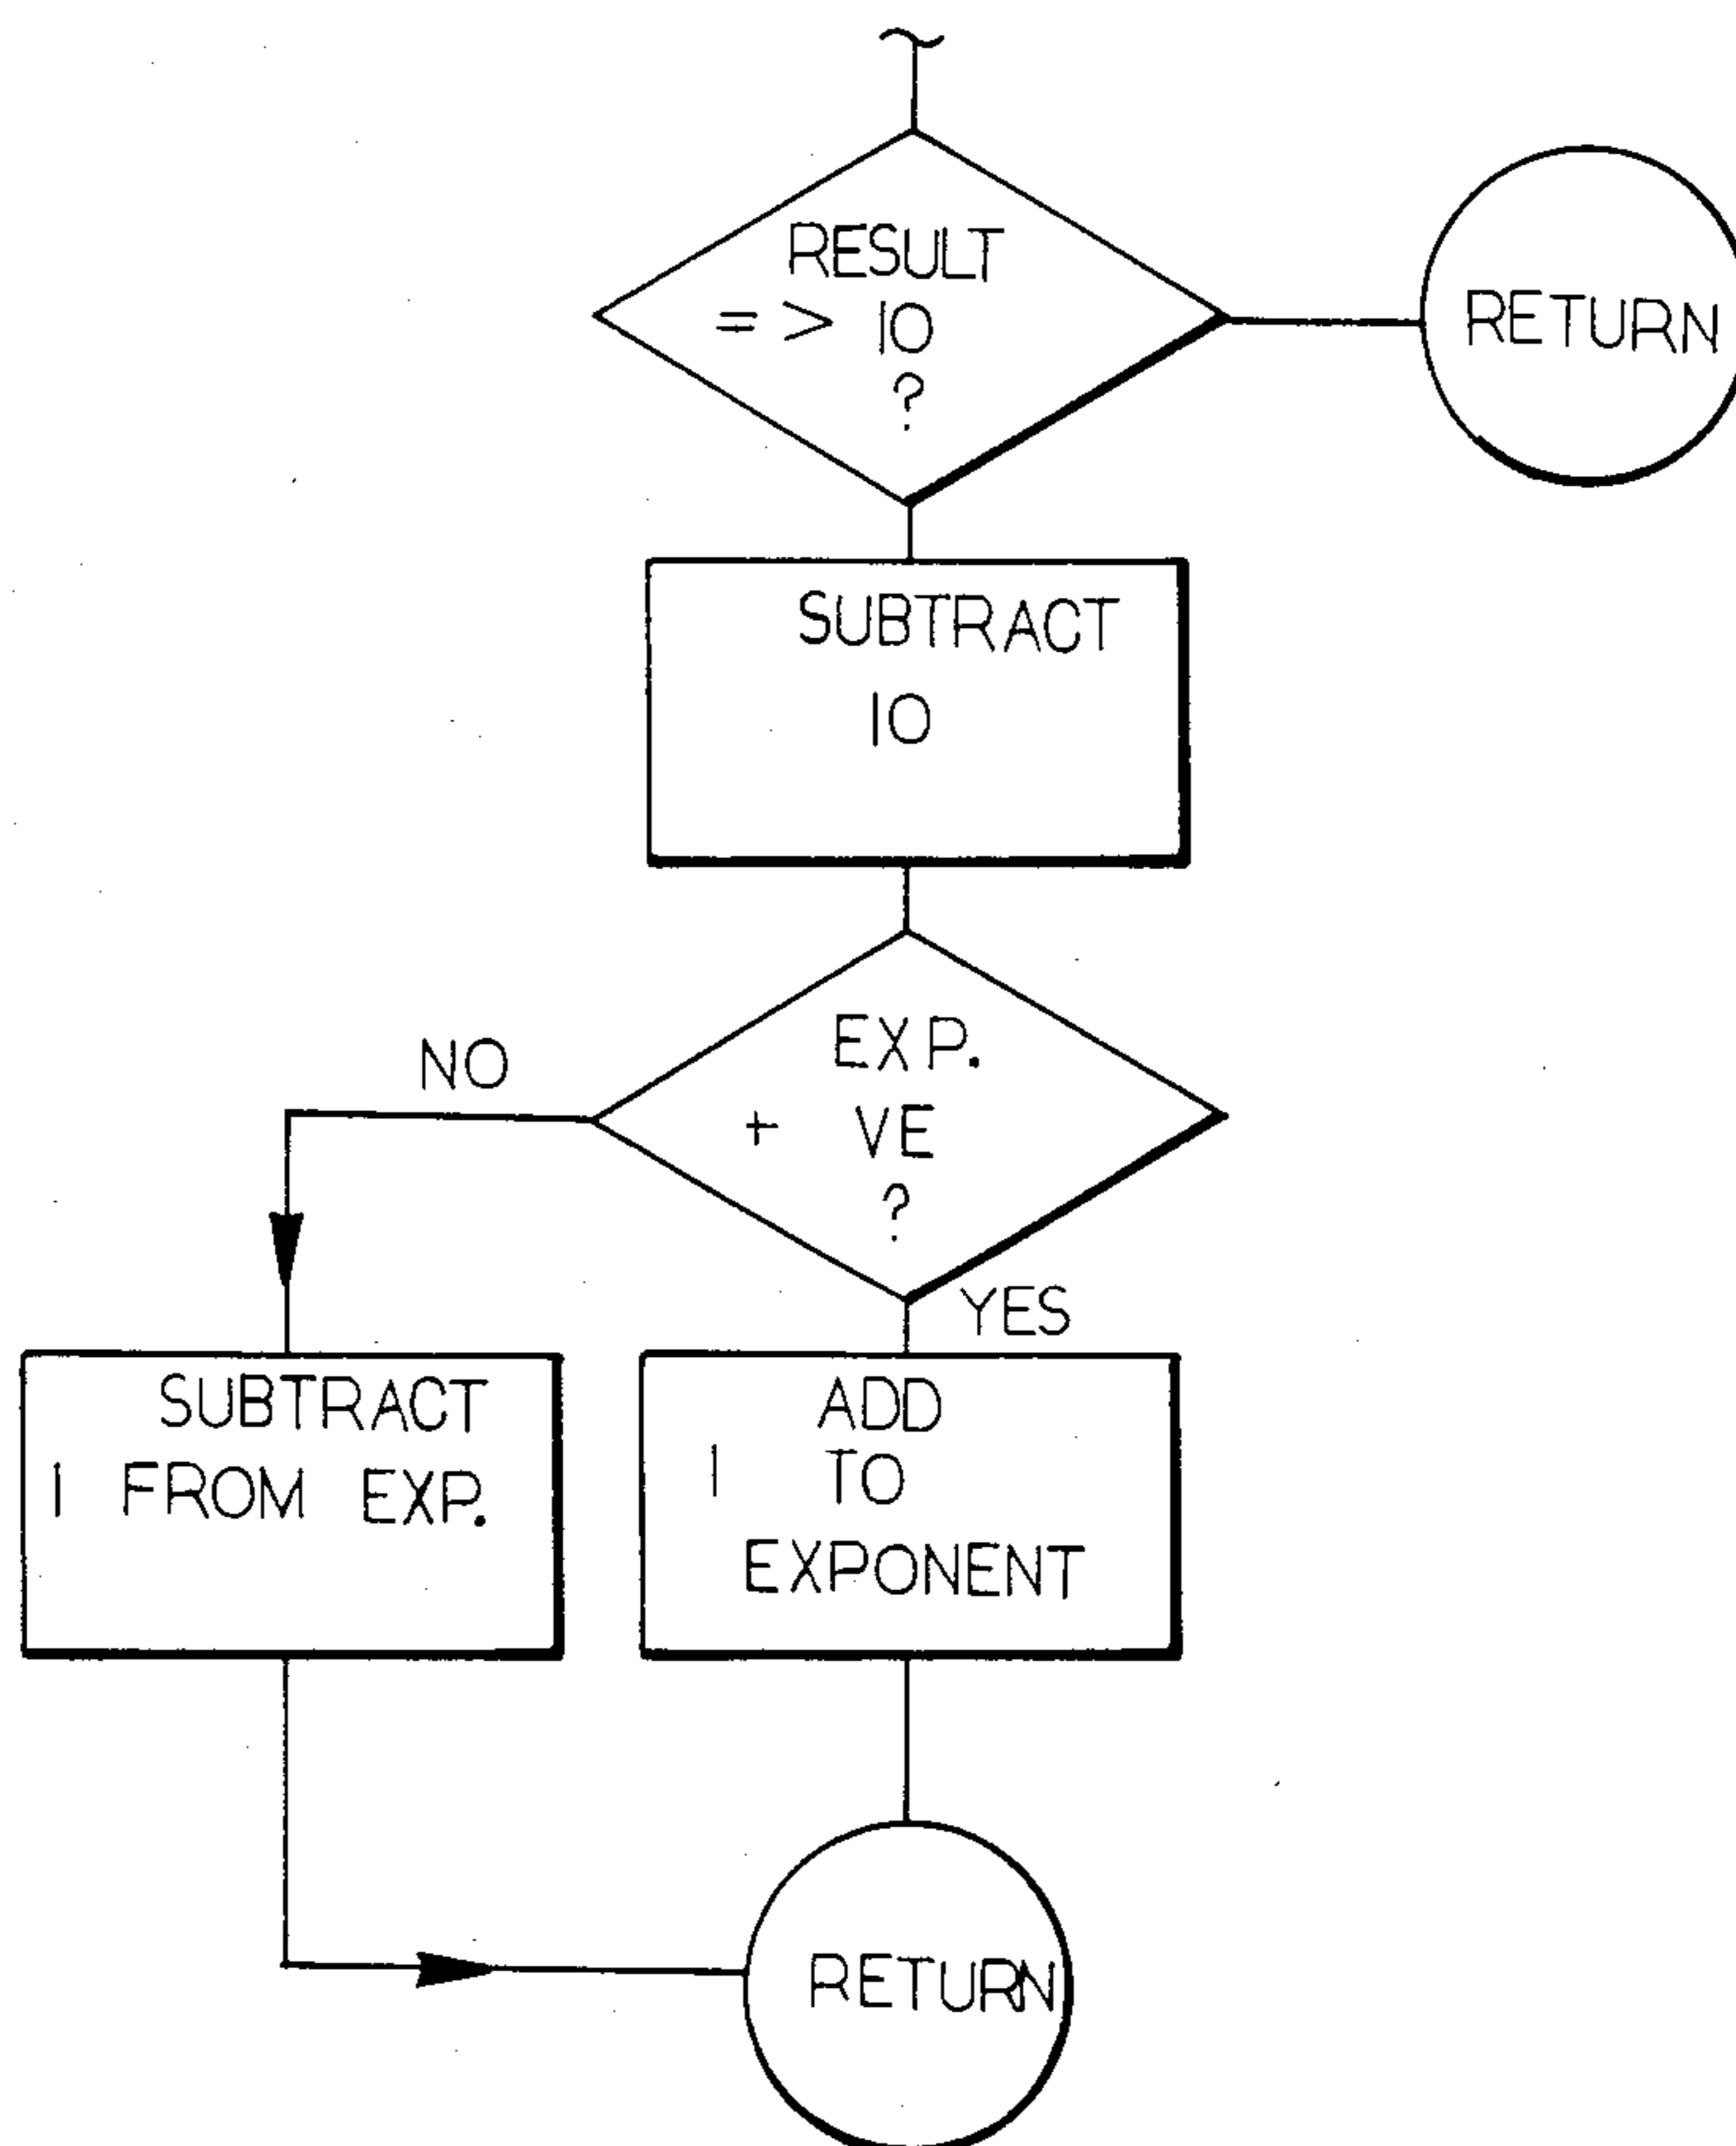 RESULT
= > 10
?
RETURN
SUBTRACT
10
EXP.
+ VE
?
NO
YES
SUBTRACT
1 FROM EXP.
ADD
1 TO
EXPONENT
RETURN